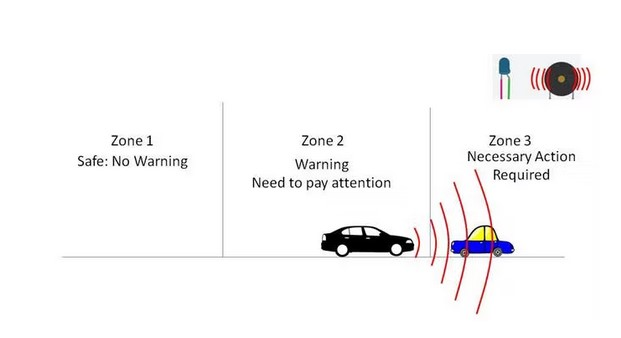 Zone 1
Safe: No Warning
Zone 2
Warning
Need to pay attention
Zone 3
Necessary Action
Required